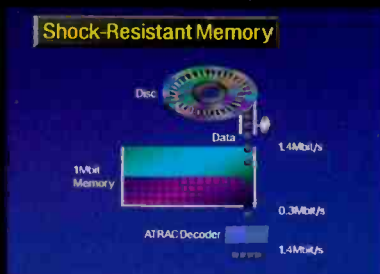 Shock-Resistant Memory
Disc
Data
1.4Mbit/s
1Mbit
Memory
0.3Mbit/s
ATRAC Decoder
1.4Mbit/s